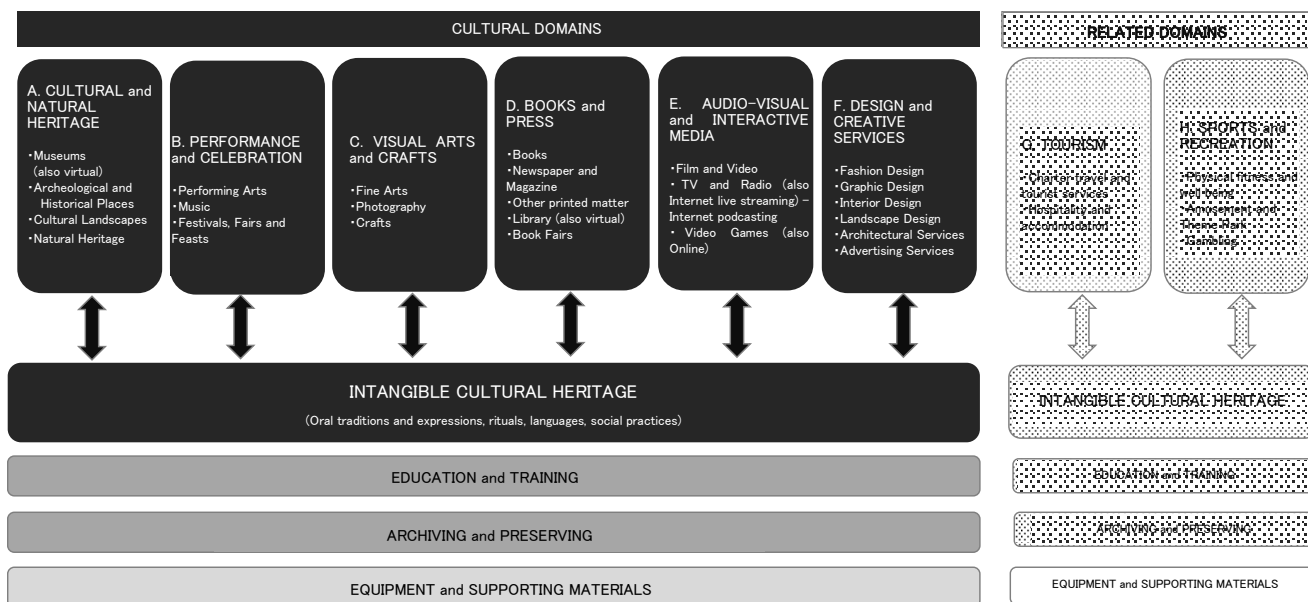 CULTURAL DOMAINS
A. CULTURAL and
NATURAL
HERITAGE
・Museums
(also virtual)
・Archeological and
Historical Places
・Cultural Landscapes
・Natural Heritage
B. PERFORMANCE
and CELEBRATION
・Performing Arts
・Music
・Festivals, Fairs and
Feasts
C. VISUAL ARTS
and CRAFTS
・Fine Arts
・Photography
・Crafts
D. BOOKS and
PRESS
・Books
・Newspaper and
Magazine
・Other printed matter
・Library (also virtual)
・Book Fairs
E. AUDIO-VISUAL
and INTERACTIVE
MEDIA
・Film and Video
・TV and Radio (also
Internet live streaming) –
Internet podcasting
・Video Games (also
Online)
F. DESIGN and
CREATIVE
SERVICES
・Fashion Design
・Graphic Design
・Interior Design
・Landscape Design
・Architectural Services
・Advertising Services
INTANGIBLE CULTURAL HERITAGE
(Oral traditions and expressions, rituals, languages, social practices)
EDUCATION and TRAINING
ARCHIVING and PRESERVING
EQUIPMENT and SUPPORTING MATERIALS
RELATED DOMAINS
G. TOURISM
・Charter travel and
tourist services
・Hospitality and
accommodation
H. SPORTS and
RECREATION
・Physical fitness and
well being
・Amusement and
Theme Park
・Gambling
INTANGIBLE CULTURAL HERITAGE
EDUCATION and TRAINING
ARCHIVING and PRESERVING
EQUIPMENT and SUPPORTING MATERIALS